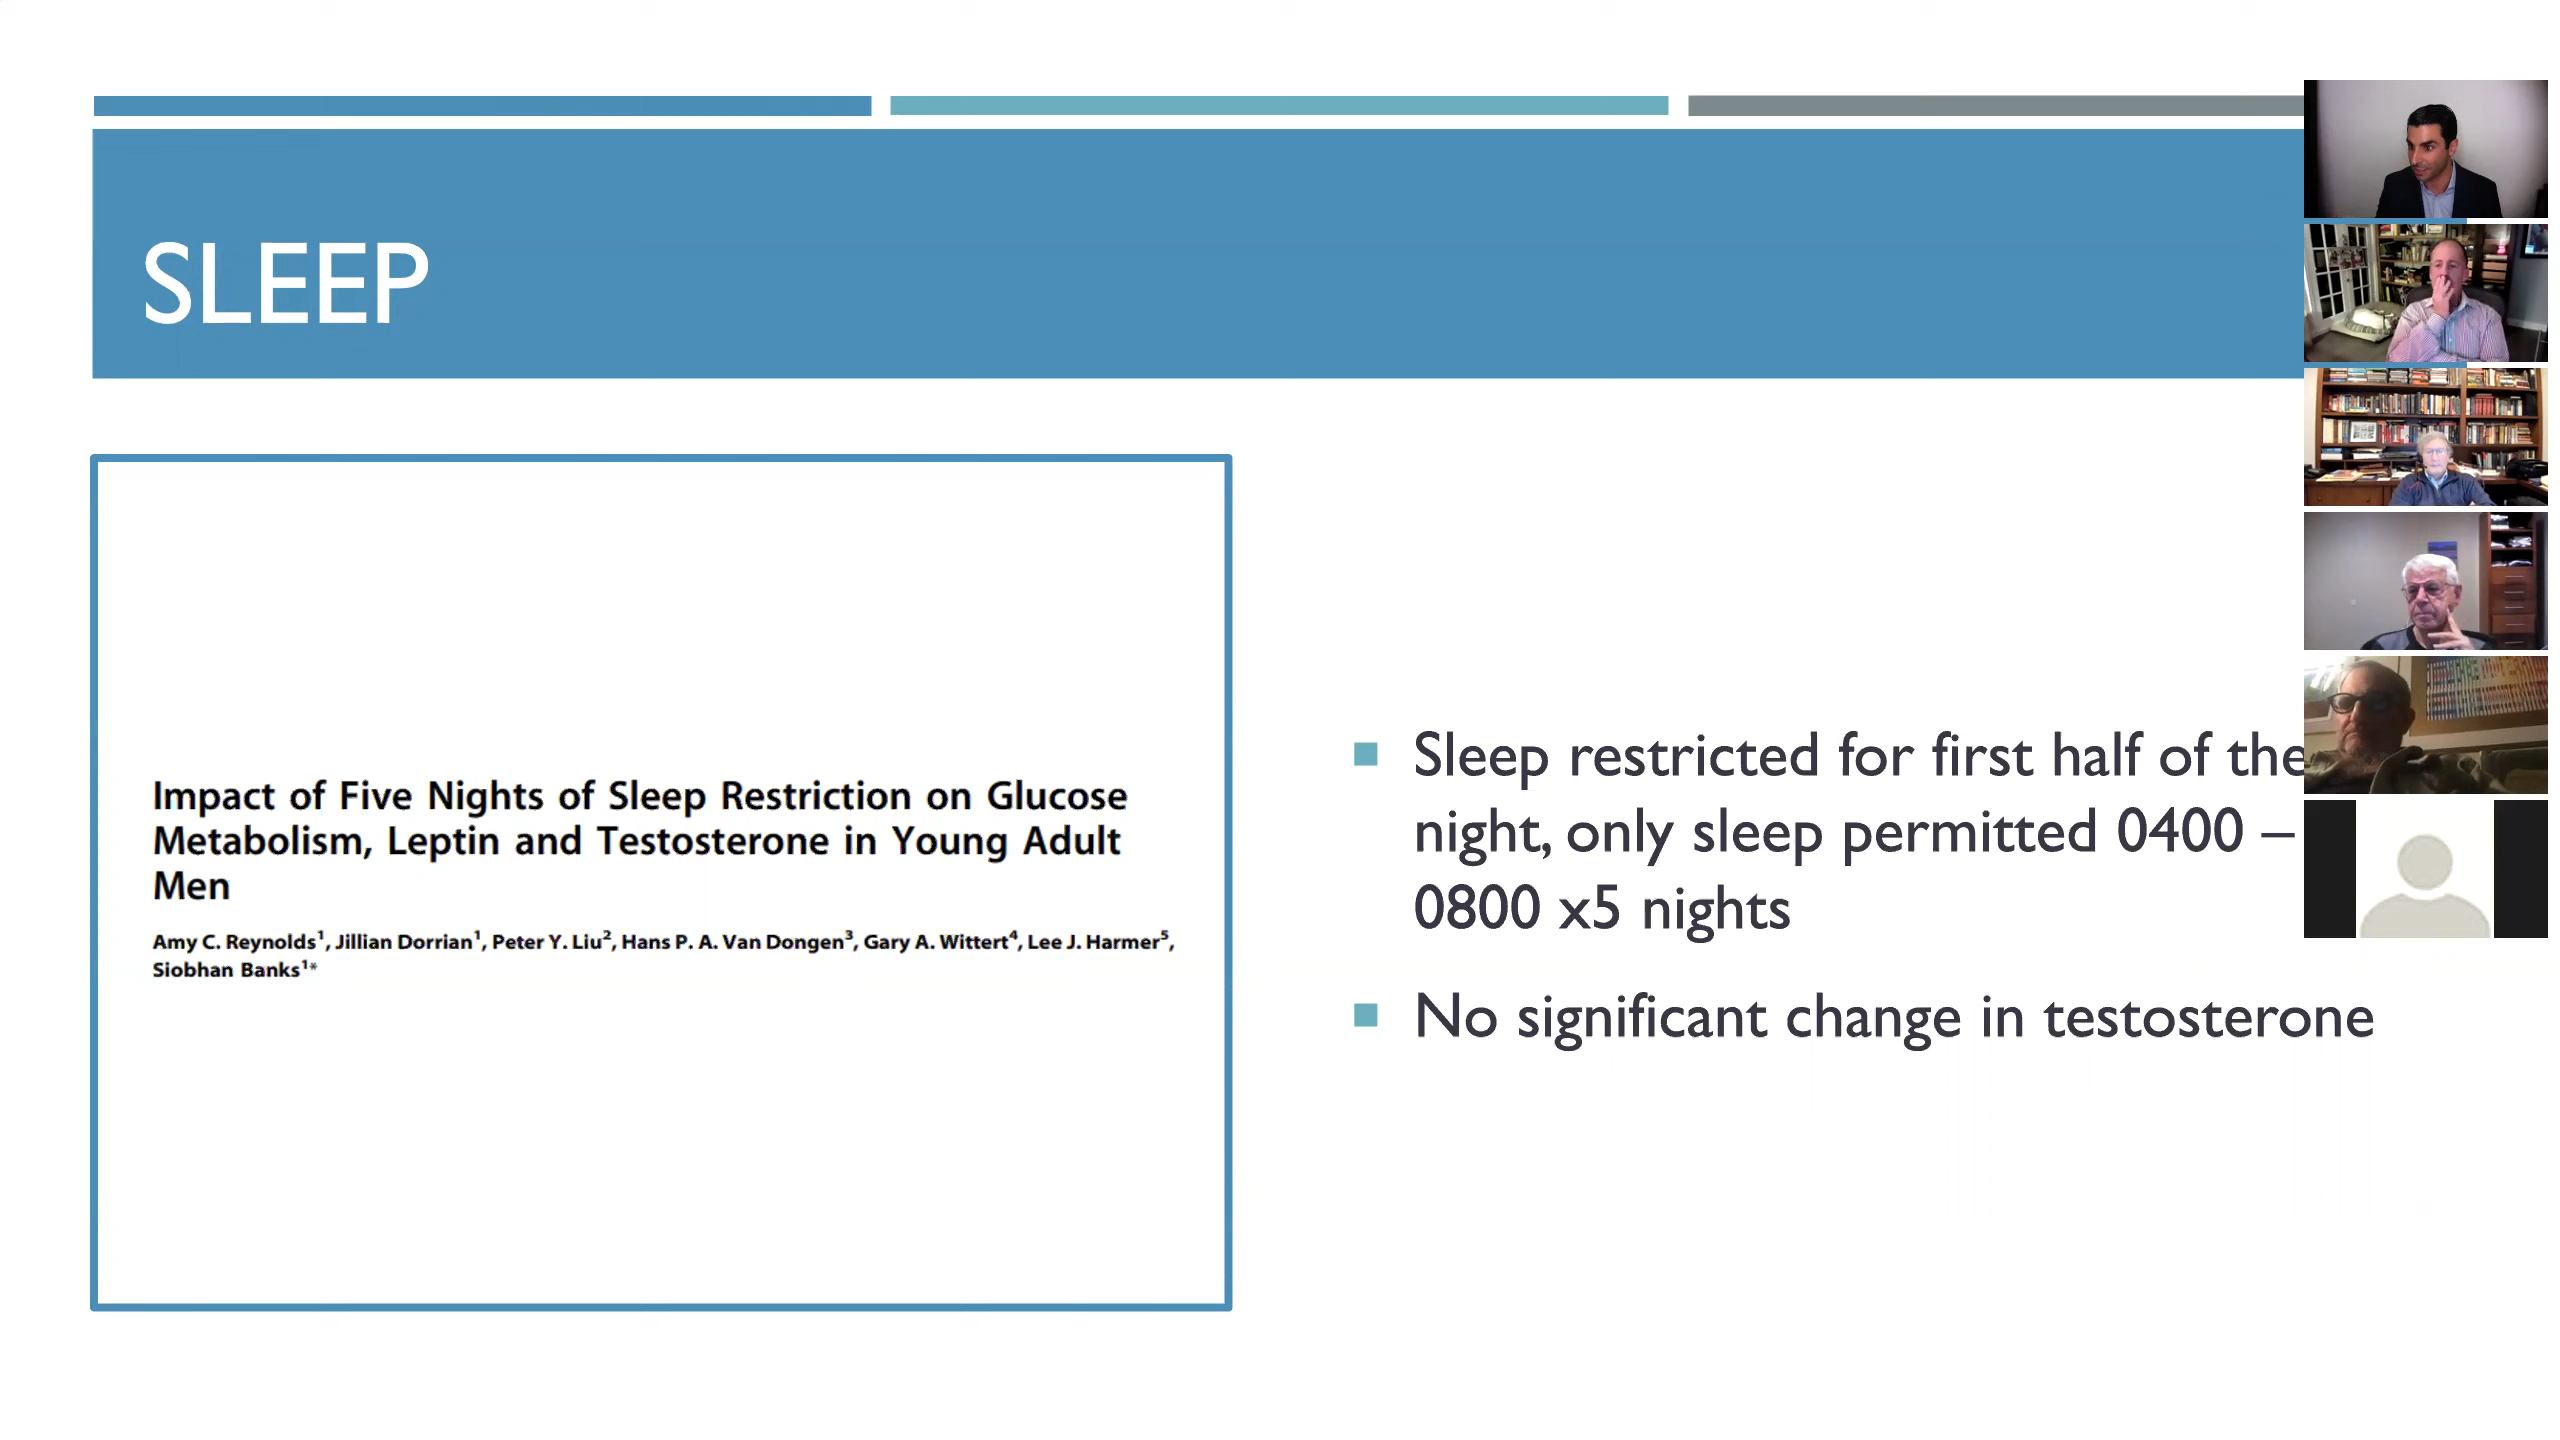 SLEEP
Impact of Five Nights of Sleep Restriction on Glucose
Metabolism, Leptin and Testosterone in Young Adult
Men
Amy C. Reynolds1, Jillian Dorrian1, Peter Y. Liu2, Hans P. A. Van Dongen3, Gary A. Wittert4, Lee J. Harmer5,
Siobhan Banks1*
■ Sleep restricted for first half of the
night, only sleep permitted 0400 –
0800 x5 nights
■ No significant change in testosterone